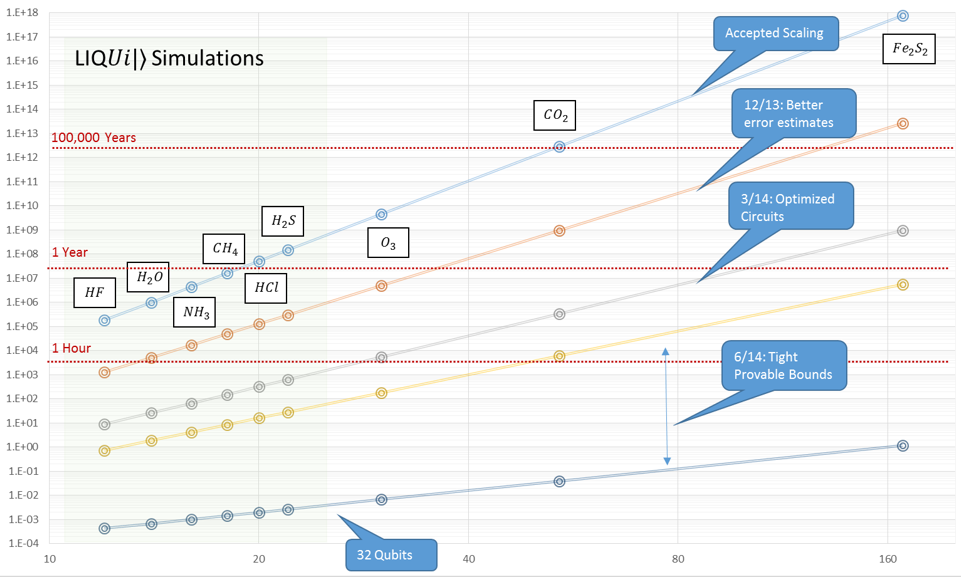 1.E+18
1.E+17
1.E+16
1.E+15
1.E+14
1.E+13
1.E+12
1.E+11
1.E+10
1.E+09
1.E+08
1.E+07
1.E+06
1.E+05
1.E+04
1.E+03
1.E+02
1.E+01
1.E+00
1.E-01
1.E-02
1.E-03
1.E-04
LIQUi|⟩ Simulations
Accepted Scaling
Fe₂S₂
12/13: Better
error estimates
CO₂
100,000 Years
3/14: Optimized
Circuits
H₂S
O₃
CH₄
1 Year
H₂O
HF
HCl
NH₃
1 Hour
6/14: Tight
Provable Bounds
32 Qubits
10
20
40
80
160